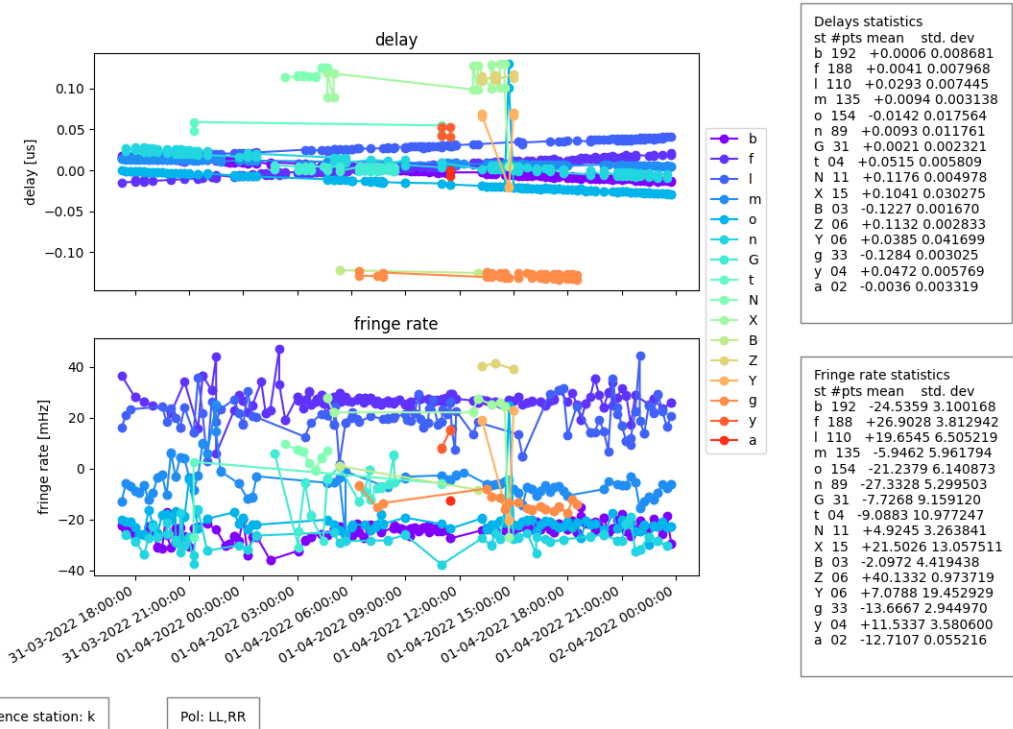 delay
0.10
0.05
0.00
−0.05
−0.10
delay [us]
fringe rate
40
20
0
−20
−40
fringe rate [mHz]
31-03-2022 18:00:00
31-03-2022 21:00:00
01-04-2022 00:00:00
01-04-2022 03:00:00
01-04-2022 06:00:00
01-04-2022 09:00:00
01-04-2022 12:00:00
01-04-2022 15:00:00
01-04-2022 18:00:00
01-04-2022 21:00:00
02-04-2022 00:00:00
b
f
l
m
o
n
G
t
N
X
B
Z
Y
g
y
a
Delays statistics
st #pts mean std. dev
b 192 +0.0006 0.008681
f 188 +0.0041 0.007968
l 110 +0.0293 0.007445
m 135 +0.0094 0.003138
o 154 -0.0142 0.017564
n 89 +0.0093 0.011761
G 31 +0.0021 0.002321
t 04 +0.0515 0.005809
N 11 +0.1176 0.004978
X 15 +0.1041 0.030275
B 03 -0.1227 0.001670
Z 06 +0.1132 0.002833
Y 06 +0.0385 0.041699
g 33 -0.1284 0.003025
y 04 +0.0472 0.005769
a 02 -0.0036 0.003319
Fringe rate statistics
st #pts mean std. dev
b 192 -24.5359 3.100168
f 188 +26.9028 3.812942
l 110 +19.6545 6.505219
m 135 -5.9462 5.961794
o 154 -21.2379 6.140873
n 89 -27.3328 5.299503
G 31 -7.7268 9.159120
t 04 -9.0883 10.977247
N 11 +4.9245 3.263841
X 15 +21.5026 13.057511
B 03 -2.0972 4.419438
Z 06 +40.1332 0.973719
Y 06 +7.0788 19.452929
g 33 -13.6667 2.944970
y 04 +11.5337 3.580600
a 02 -12.7107 0.055216
ence station: k
Pol: LL,RR